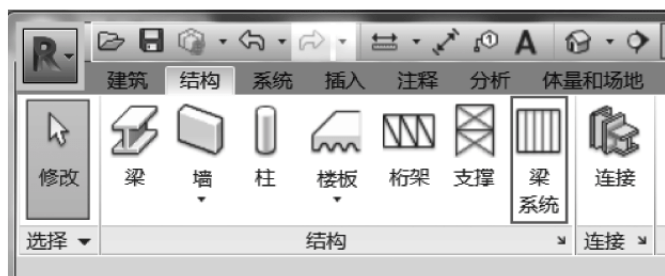 R A
建筑 结构 系统 插入 注释 分析 体量和场地
修改 梁 墙 柱 楼板 桁架 支撑 梁 连接
系统
选择 结构 连接